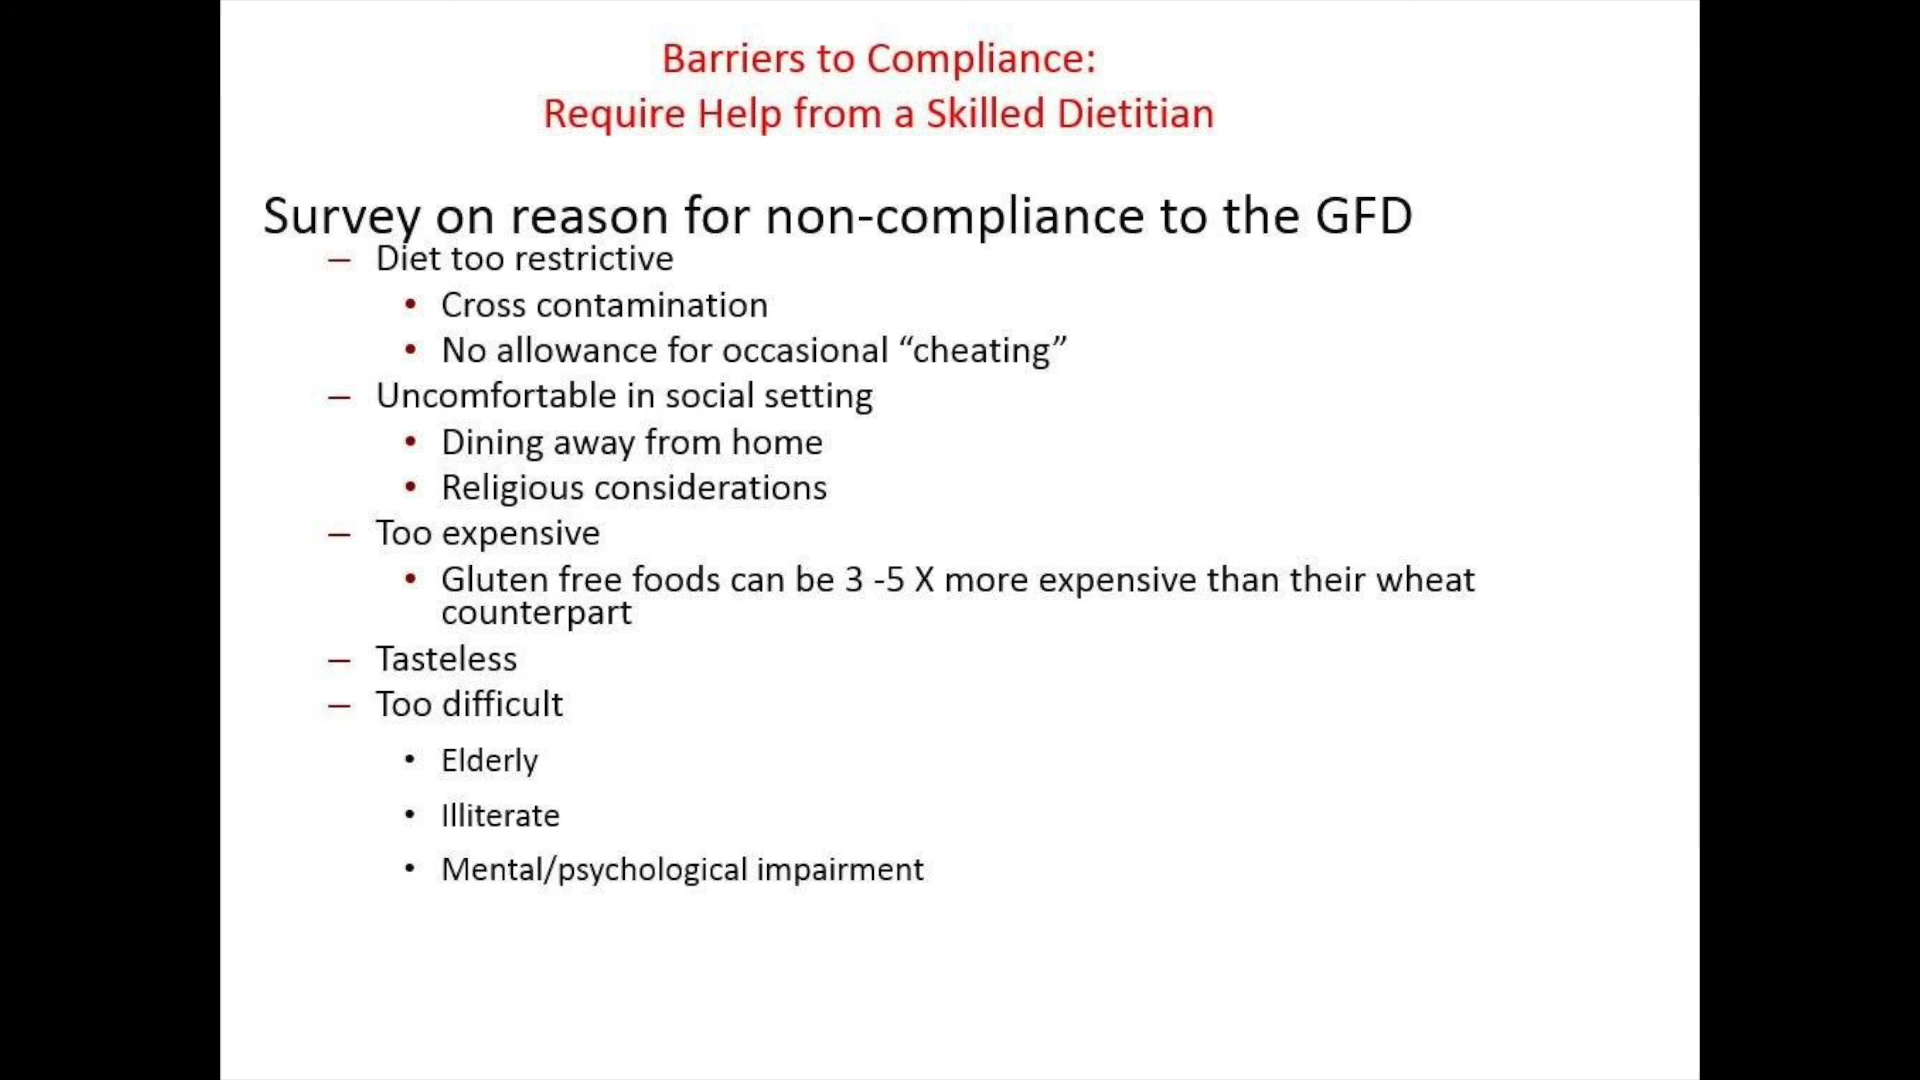 Barriers to Compliance:
Require Help from a Skilled Dietitian
Survey on reason for non-compliance to the GFD
– Diet too restrictive
• Cross contamination
• No allowance for occasional “cheating”
– Uncomfortable in social setting
• Dining away from home
• Religious considerations
– Too expensive
• Gluten free foods can be 3 -5 X more expensive than their wheat
counterpart
– Tasteless
– Too difficult
• Elderly
• Illiterate
• Mental/psychological impairment